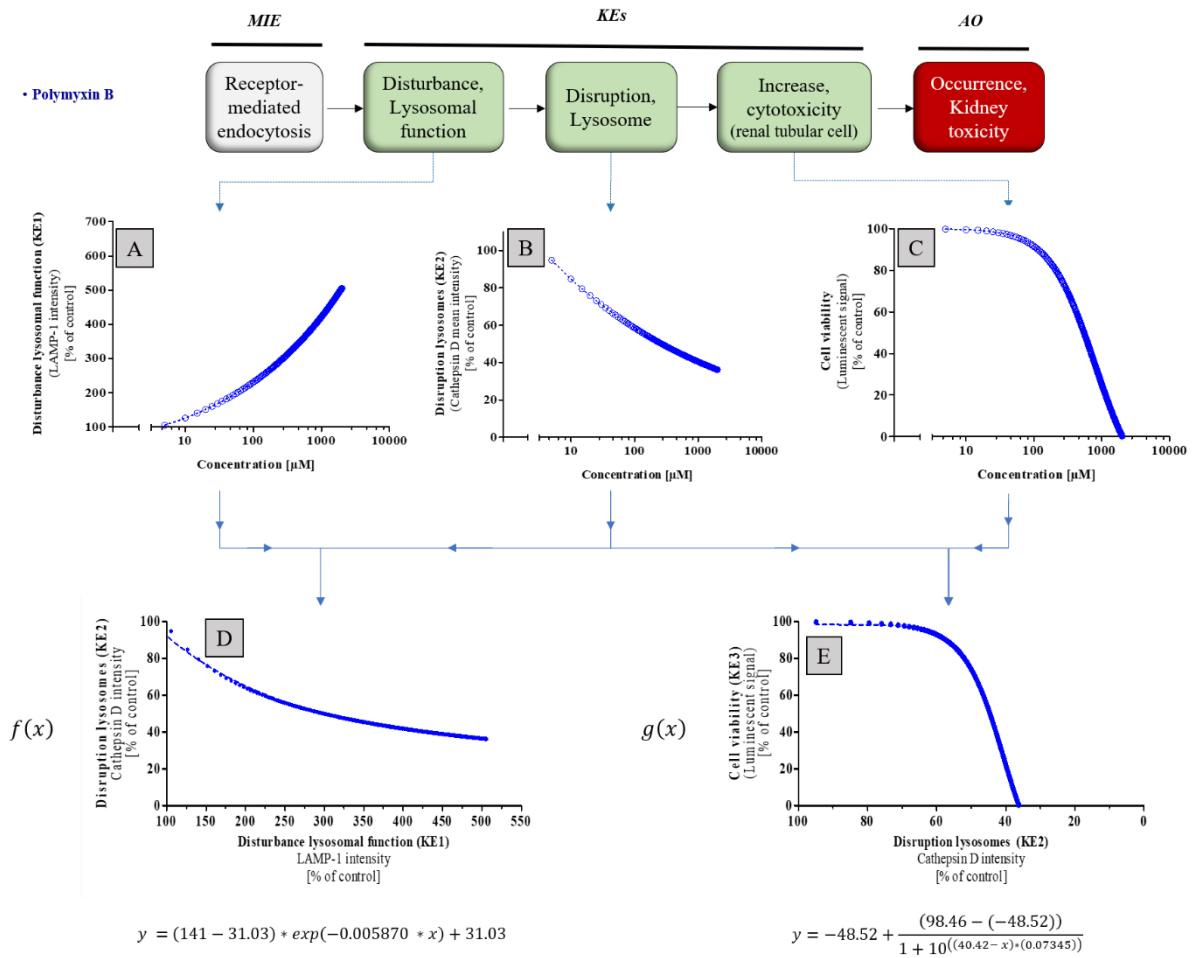 MIE
KEs
AO
• Polymyxin B
Receptor-
mediated
endocytosis
Disturbance,
Lysosomal
function
Disruption,
Lysosome
Increase,
cytotoxicity
(renal tubular cell)
Occurrence,
Kidney
toxicity
A
Disturbance lysosomal function (KE1)
(LAMP-1 intensity)
[% of control]
700
600
500
400
300
200
100
10
100
1000
10000
Concentration [µM]
B
Disruption lysosomes (KE2)
(Cathepsin D mean intensity)
[% of control]
100
80
60
40
20
0
10
100
1000
10000
Concentration [µM]
C
Cell viability
(Luminescent signal)
[% of control]
100
80
60
40
20
0
10
100
1000
10000
Concentration [µM]
f(x)
D
Disruption lysosomes (KE2)
Cathepsin D intensity
[% of control]
100
80
60
40
20
0
100 150 200 250 300 350 400 450 500 550
Disturbance lysosomal function (KE1)
LAMP-1 intensity
[% of control]
g(x)
E
Cell viability (KE3)
(Luminescent signal)
[% of control]
100
80
60
40
20
0
100 80 60 40 20 0
Disruption lysosomes (KE2)
Cathepsin D intensity
[% of control]
y = (141 − 31.03) ∗ exp(−0.005870 ∗ x) + 31.03
y = −48.52 + (98.46 − (−48.52)) / 1 + 10^((40.42−x)∗(0.07345))